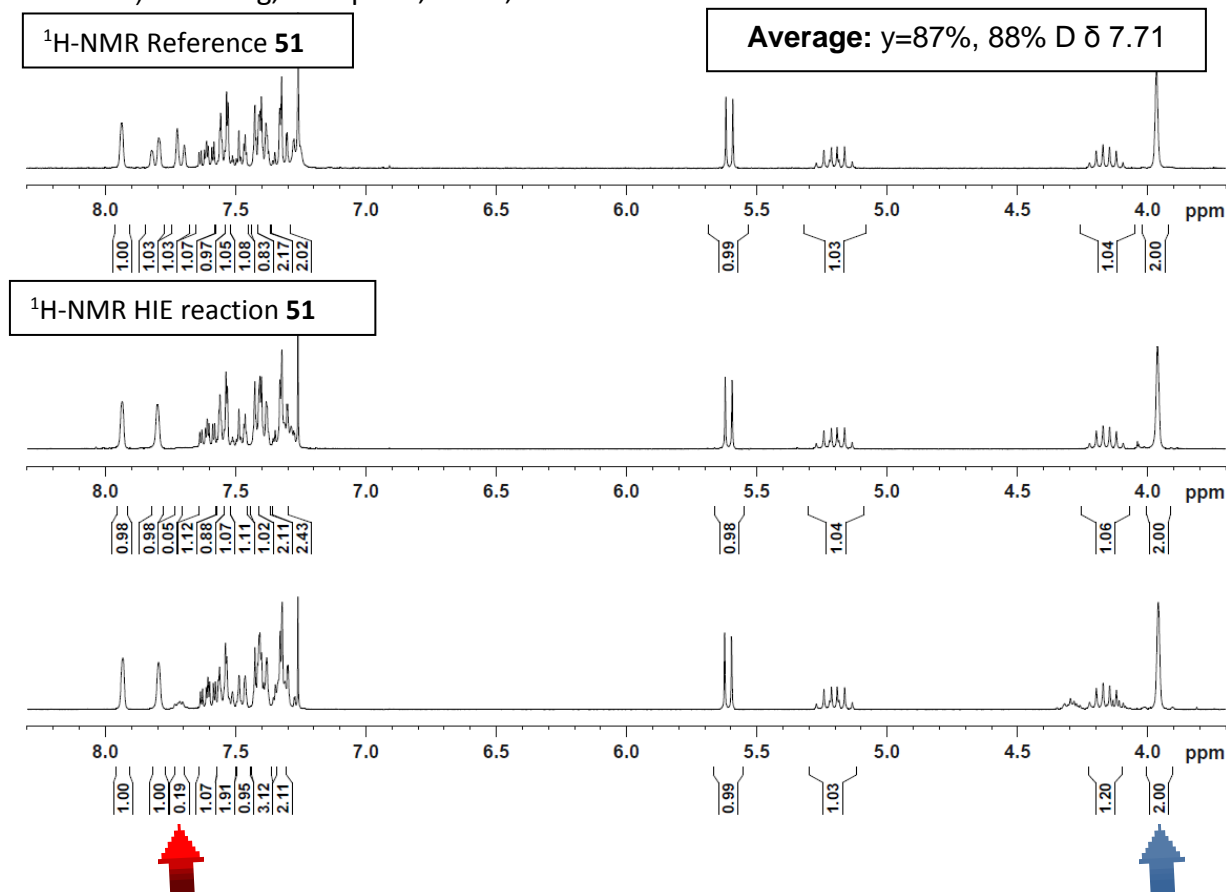 ¹H-NMR Reference 51
Average: y=87%, 88% D δ 7.71
8.0 7.5 7.0 6.5 6.0 5.5 5.0 4.5 4.0 ppm
1.00 1.03 1.03 1.07 0.97 1.05 1.08 0.83 2.17 2.02 0.99 1.03 1.04 2.00
¹H-NMR HIE reaction 51
8.0 7.5 7.0 6.5 6.0 5.5 5.0 4.5 4.0 ppm
0.98 0.98 0.05 1.12 0.88 1.07 1.11 1.02 2.11 2.43 0.98 1.04 1.06 2.00
8.0 7.5 7.0 6.5 6.0 5.5 5.0 4.5 4.0 ppm
1.00 1.00 0.19 1.07 1.91 0.95 3.12 2.11 0.99 1.03 1.20 2.00